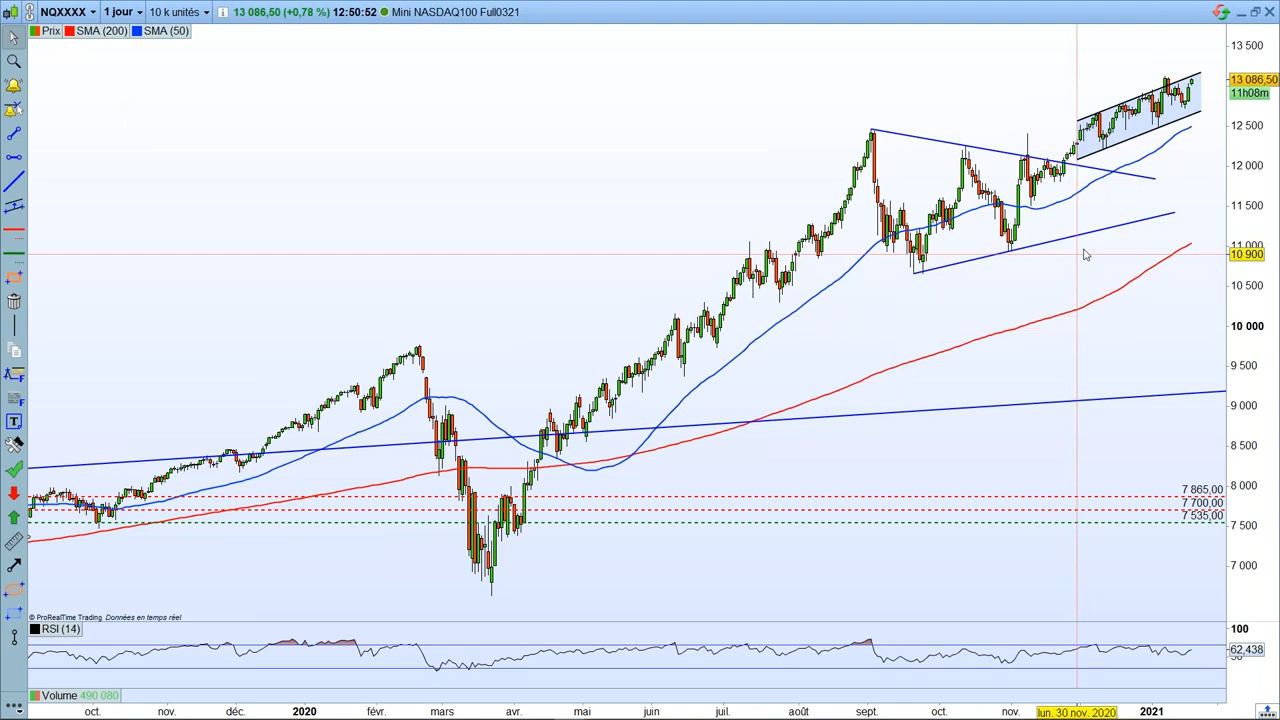 NQXXXX 1 jour 10 k unités 13 086,50 (+0,78 %) 12:50:52 Mini NASDAQ100 Full0321
Prix SMA (200) SMA (50)
13 500
13 086,50
11h08m
12 500
12 000
11 500
11 000
10 900
10 500
10 000
9 500
9 000
8 500
8 000
7 865,00
7 700,00
7 535,00
7 500
7 000
© ProRealTime Trading Données en temps réel
RSI (14)
100
62,438
Volume 490 080
oct. nov. déc. 2020 févr. mars avr. mai juin juil. août sept. oct. nov. lun. 30 nov. 2020 2021